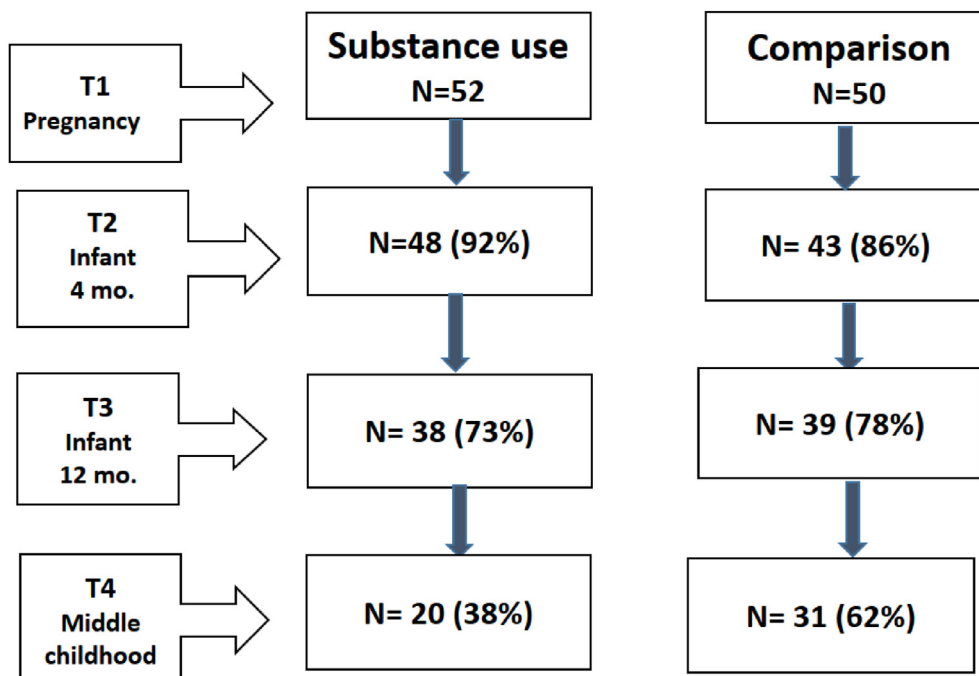 T1
Pregnancy
Substance use
N=52
Comparison
N=50
T2
Infant
4 mo.
N=48 (92%)
N= 43 (86%)
T3
Infant
12 mo.
N= 38 (73%)
N= 39 (78%)
T4
Middle
childhood
N= 20 (38%)
N= 31 (62%)